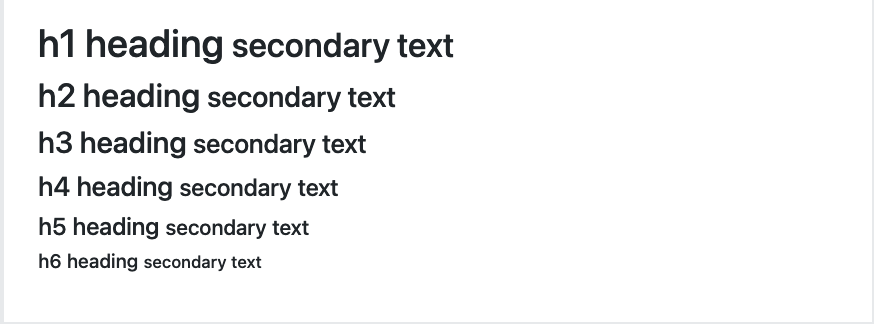 h1 heading secondary text
h2 heading secondary text
h3 heading secondary text
h4 heading secondary text
h5 heading secondary text
h6 heading secondary text